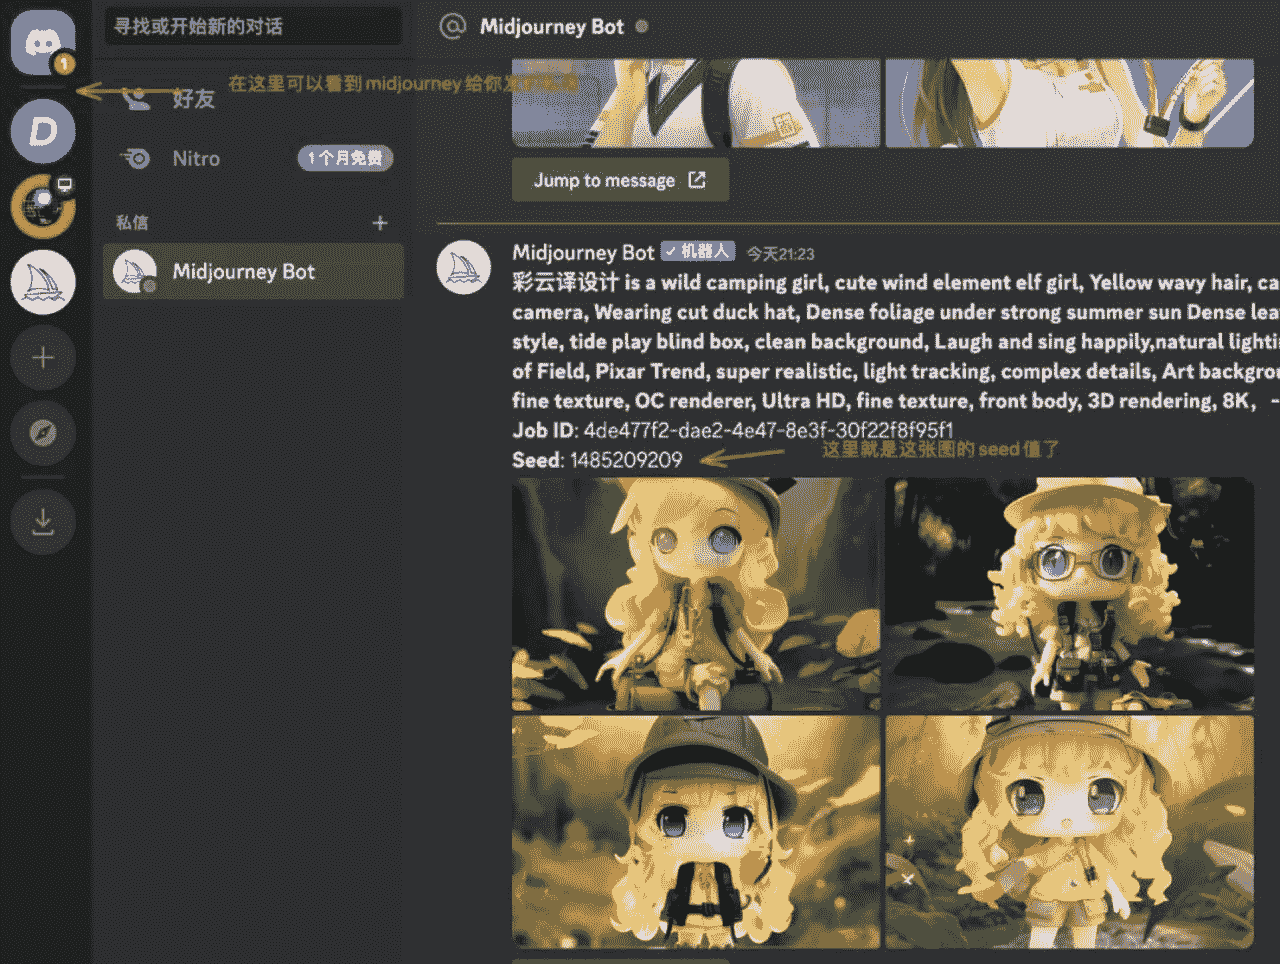 寻找或开始新的对话
Midjourney Bot
1
在这里可以看到midjourney给你发
好友
D
Nitro
1个月免费
Jump to message
私信
Midjourney Bot
Midjourney Bot 机器人 今天21:23
彩云译设计 is a wild camping girl, cute wind element elf girl, Yellow wavy hair, ca
camera, Wearing cut duck hat, Dense foliage under strong summer sun Dense lea
style, tide play blind box, clean background, Laugh and sing happily,natural lighti
of Field, Pixar Trend, super realistic, light tracking, complex details, Art backgrou
fine texture, OC renderer, Ultra HD, fine texture, front body, 3D rendering, 8K, -
Job ID: 4de477f2-dae2-4e47-8e3f-30f22f8f95f1
这里就是这张图的seed值了
Seed: 1485209209